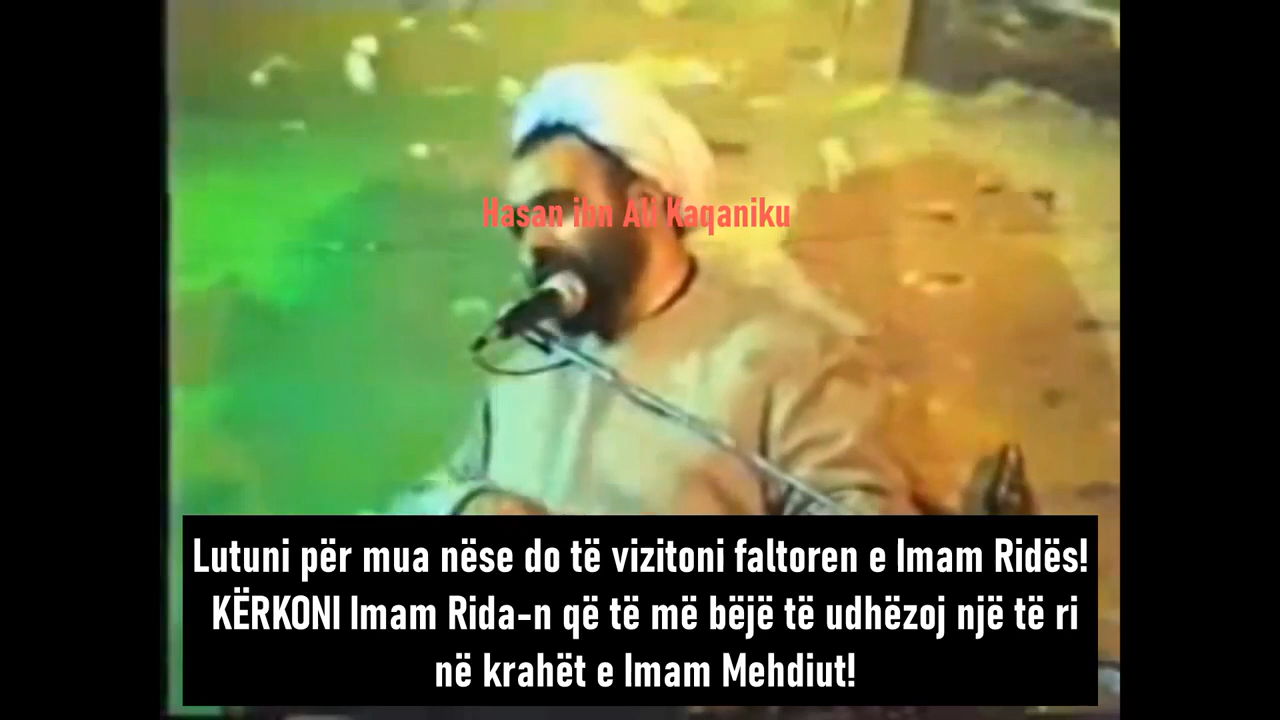 Hasan ibn Ali Kaqaniku
Lutuni për mua nëse do të vizitoni faltoren e Imam Ridës!
KËRKONI Imam Rida-n që të më bëjë të udhëzoj një të ri
në krahët e Imam Mehdiut!